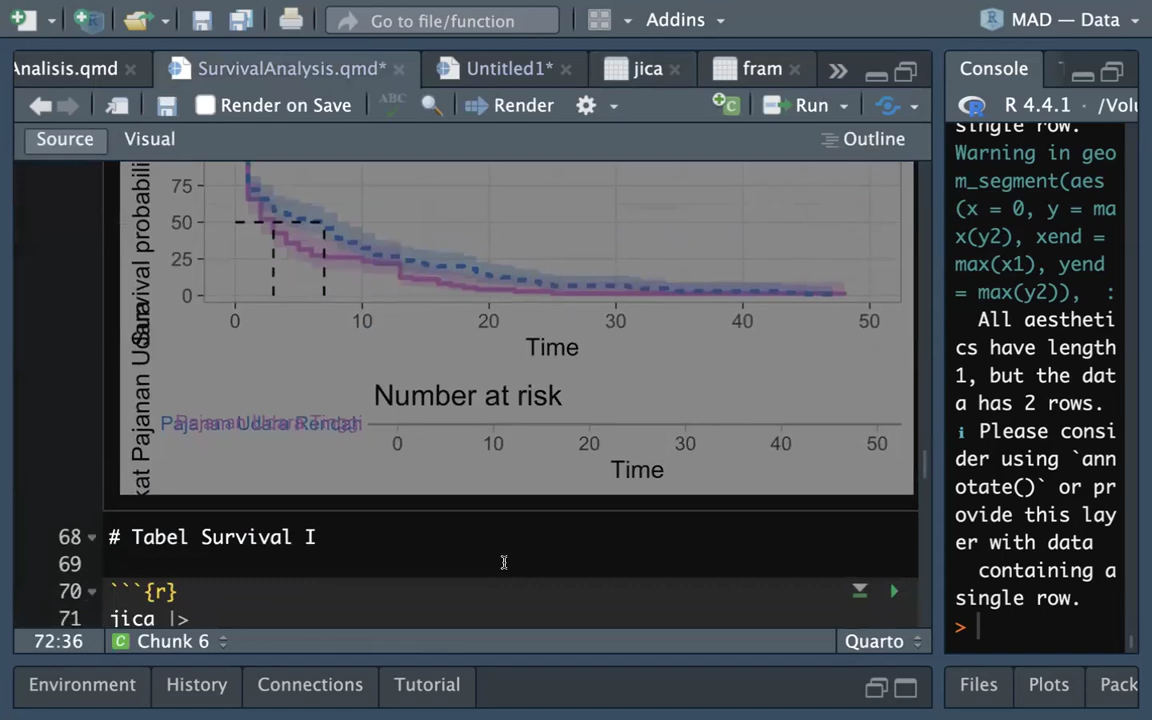 Go to file/function
Addins
MAD — Data
Analisis.qmd
SurvivalAnalysis.qmd*
Untitled1*
jica
fram
Console
Render on Save
ABC
Render
Run
R 4.4.1 · /Volu
Source
Visual
Outline
75
50
25
0
0 10 20 30 40 50
Time
Number at risk
Pajanan Udara Rendah
0 10 20 30 40 50
Time
68 # Tabel Survival I
69
70 ```{r}
71 jica |>
72:36
Chunk 6
Quarto
single row.
Warning in geo
m_segment(aes
(x = 0, y = ma
x(y2), xend =
max(x1), yend
= max(y2)),  :
All aestheti
cs have length
1, but the dat
a has 2 rows.
ℹ Please consi
der using `ann
otate()` or pr
ovide this lay
er with data
containing a
single row.
>
Environment
History
Connections
Tutorial
Files
Plots
Pack